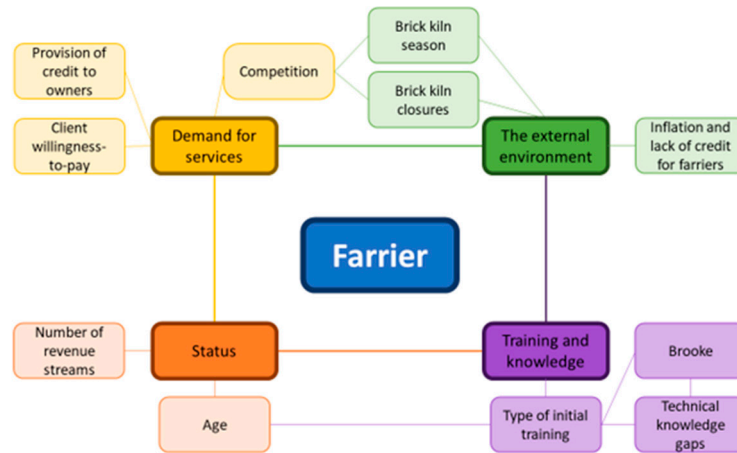 Provision of
credit to
owners
Competition
Brick kiln
season
Brick kiln
closures
Client
willingness-
to-pay
Demand for
services
The external
environment
Inflation and
lack of credit
for farriers
Farrier
Number of
revenue
streams
Status
Training and
knowledge
Brooke
Age
Type of initial
training
Technical
knowledge
gaps